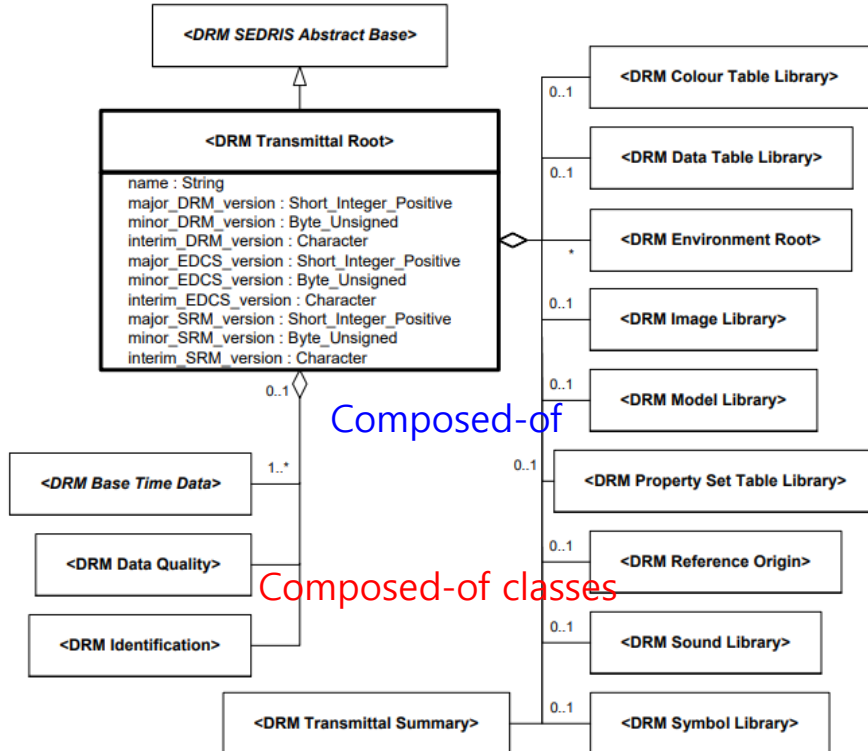 <DRM SEDRIS Abstract Base>
<DRM Transmittal Root>
name : String
major_DRM_version : Short_Integer_Positive
minor_DRM_version : Byte_Unsigned
interim_DRM_version : Character
major_EDCS_version : Short_Integer_Positive
minor_EDCS_version : Byte_Unsigned
interim_EDCS_version : Character
major_SRM_version : Short_Integer_Positive
minor_SRM_version : Byte_Unsigned
interim_SRM_version : Character
0..1
Composed-of
1..*
<DRM Base Time Data>
<DRM Data Quality>
Composed-of classes
<DRM Identification>
<DRM Transmittal Summary>
<DRM Colour Table Library>
0..1
<DRM Data Table Library>
0..1
<DRM Environment Root>
*
<DRM Image Library>
0..1
<DRM Model Library>
0..1
<DRM Property Set Table Library>
0..1
<DRM Reference Origin>
0..1
<DRM Sound Library>
0..1
<DRM Symbol Library>
0..1